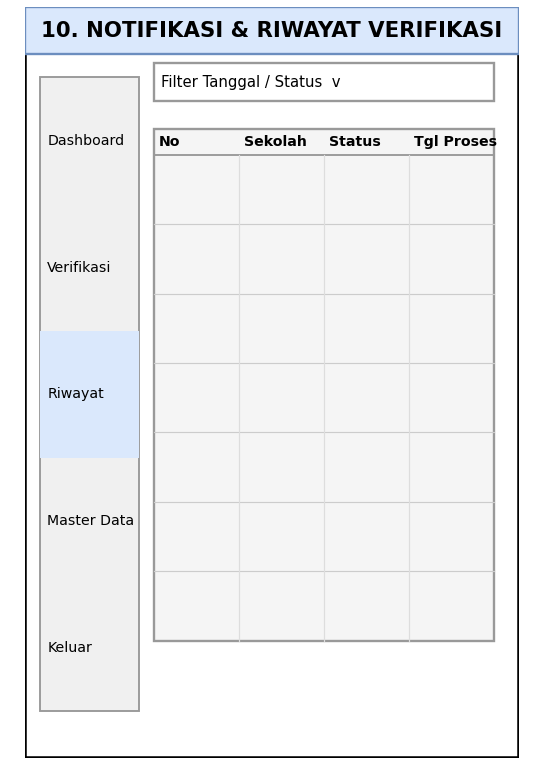 10. NOTIFIKASI & RIWAYAT VERIFIKASI
Filter Tanggal / Status v
Dashboard
Verifikasi
Riwayat
Master Data
Keluar
No Sekolah Status Tgl Proses